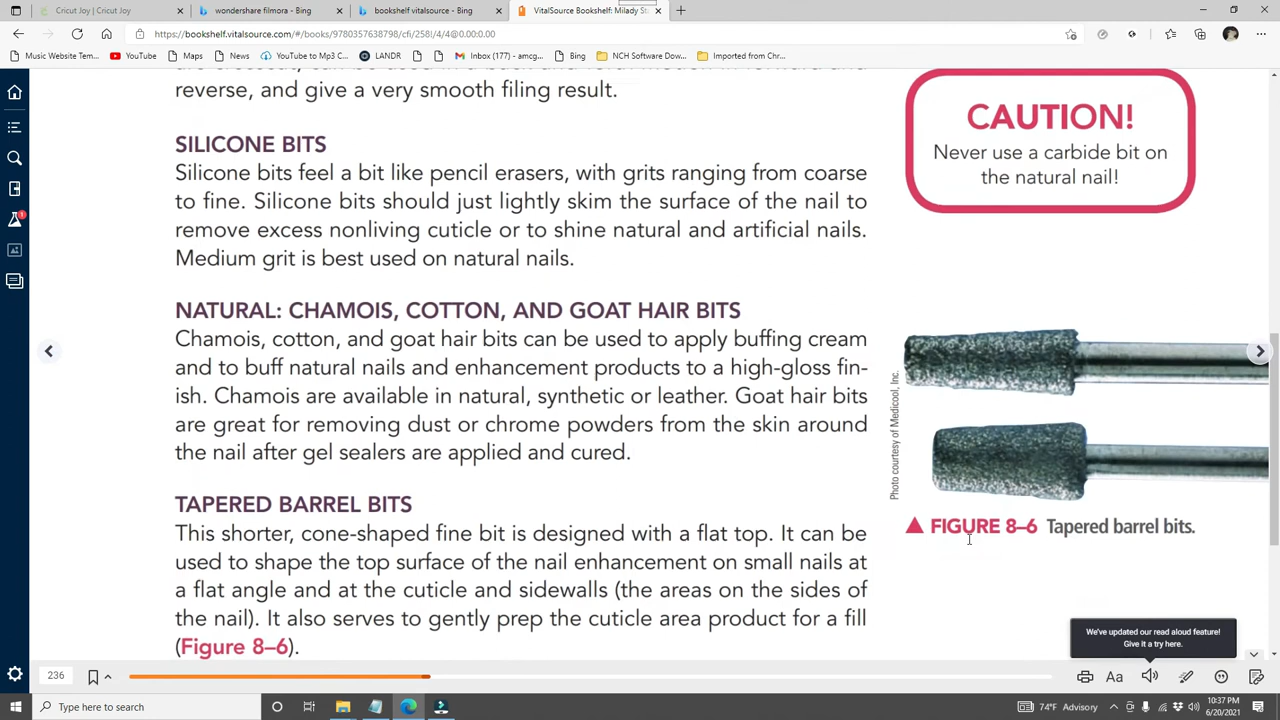 Cricut Joy | Cricut Joy
wondershare filmora - Bing
bookshelf vitalsource - Bing
VitalSource Bookshelf: Milady St
https://bookshelf.vitalsource.com/#/books/9780357638798/cfi/258!/4/4@0.00:0.00
Music Website Tem...
YouTube
Maps
News
YouTube to Mp3 C...
LANDR
Inbox (177) - amcg...
Bing
NCH Software Dow...
Imported from Chr...
reverse, and give a very smooth filing result.
SILICONE BITS
Silicone bits feel a bit like pencil erasers, with grits ranging from coarse
to fine. Silicone bits should just lightly skim the surface of the nail to
remove excess nonliving cuticle or to shine natural and artificial nails.
Medium grit is best used on natural nails.
NATURAL: CHAMOIS, COTTON, AND GOAT HAIR BITS
Chamois, cotton, and goat hair bits can be used to apply buffing cream
and to buff natural nails and enhancement products to a high-gloss fin-
ish. Chamois are available in natural, synthetic or leather. Goat hair bits
are great for removing dust or chrome powders from the skin around
the nail after gel sealers are applied and cured.
TAPERED BARREL BITS
This shorter, cone-shaped fine bit is designed with a flat top. It can be
used to shape the top surface of the nail enhancement on small nails at
a flat angle and at the cuticle and sidewalls (the areas on the sides of
the nail). It also serves to gently prep the cuticle area product for a fill
(Figure 8–6).
CAUTION!
Never use a carbide bit on
the natural nail!
Photo courtesy of Medicool, Inc.
FIGURE 8–6 Tapered barrel bits.
We've updated our read aloud feature!
Give it a try here.
236
Aa
Type here to search
74°F Advisory
10:37 PM
6/20/2021